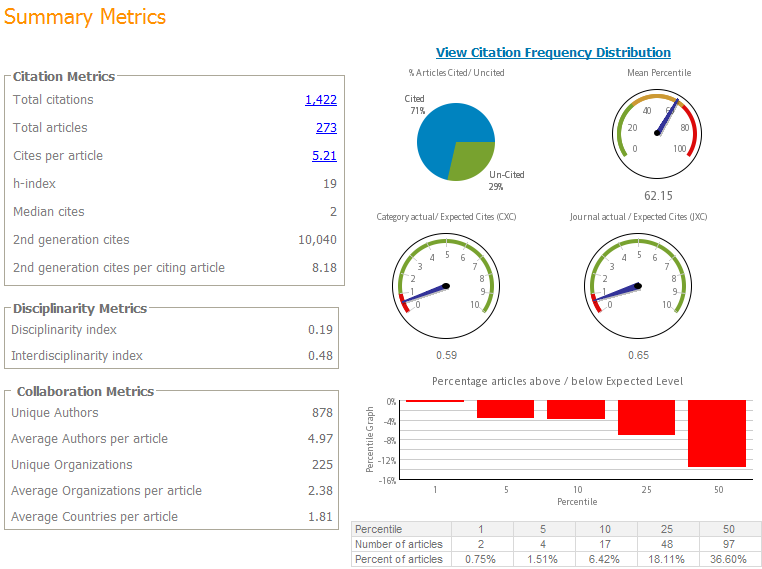 Summary Metrics
Citation Metrics
Total citations 1,422
Total articles 273
Cites per article 5.21
h-index 19
Median cites 2
2nd generation cites 10,040
2nd generation cites per citing article 8.18
Disciplinarity Metrics
Disciplinarity index 0.19
Interdisciplinarity index 0.48
Collaboration Metrics
Unique Authors 878
Average Authors per article 4.97
Unique Organizations 225
Average Organizations per article 2.38
Average Countries per article 1.81
View Citation Frequency Distribution
% Articles Cited/ Uncited
Cited
71%
Un-Cited
29%
Mean Percentile
0 20 40 60 80 100
62.15
Category actual/ Expected Cites (CXC)
0 1 2 3 4 5 6 7 8 9 10
0.59
Journal actual / Expected Cites (JXC)
0 1 2 3 4 5 6 7 8 9 10
0.65
Percentage articles above / below Expected Level
Percentile Graph
0%
-4%
-8%
-12%
-16%
1 5 10 25 50
Percentile
Percentile 1 5 10 25 50
Number of articles 2 4 17 48 97
Percent of articles 0.75% 1.51% 6.42% 18.11% 36.60%